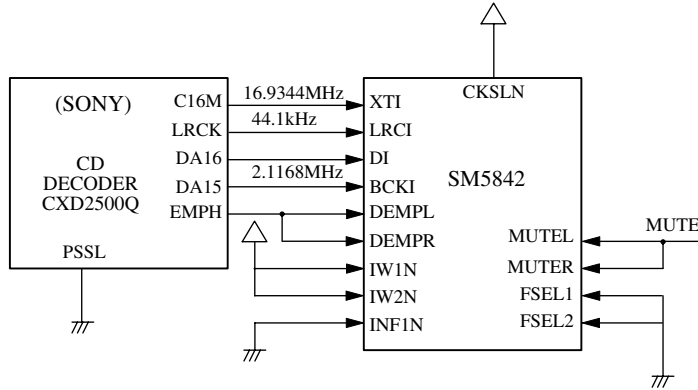 CKSLN
(SONY)
CD
DECODER
CXD2500Q
C16M
LRCK
DA16
DA15
EMPH
PSSL
16.9344MHz
44.1kHz
2.1168MHz
XTI
LRCI
DI
BCKI
DEMPL
DEMPR
IW1N
IW2N
INF1N
SM5842
MUTEL
MUTER
FSEL1
FSEL2
MUTE